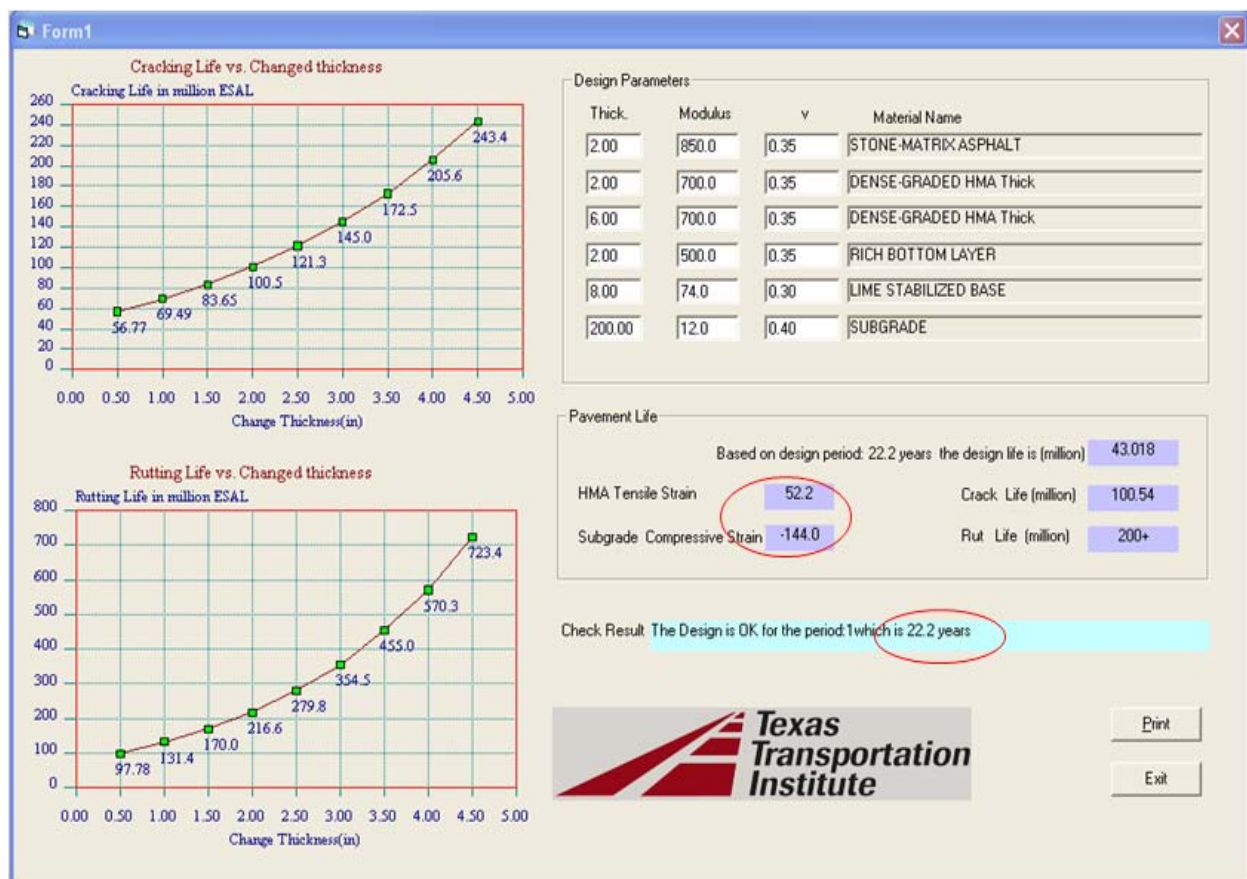 Form1
Cracking Life vs. Changed thickness
Cracking Life in million ESAL
260
240
220
200
180
160
140
120
100
80
60
40
20
0
56.77
69.49
83.65
100.5
121.3
145.0
172.5
205.6
243.4
0.00 0.50 1.00 1.50 2.00 2.50 3.00 3.50 4.00 4.50 5.00
Change Thickness(in)
Rutting Life vs. Changed thickness
Rutting Life in million ESAL
800
700
600
500
400
300
200
100
0
97.78
131.4
170.0
216.6
279.8
354.5
455.0
570.3
723.4
0.00 0.50 1.00 1.50 2.00 2.50 3.00 3.50 4.00 4.50 5.00
Change Thickness(in)
Design Parameters
Thick. Modulus v Material Name
2.00 850.0 0.35 STONE-MATRIX ASPHALT
2.00 700.0 0.35 DENSE-GRADED HMA Thick
6.00 700.0 0.35 DENSE-GRADED HMA Thick
2.00 500.0 0.35 RICH BOTTOM LAYER
8.00 74.0 0.30 LIME STABILIZED BASE
200.00 12.0 0.40 SUBGRADE
Pavement Life
Based on design period: 22.2 years the design life is (million) 43.018
HMA Tensile Strain 52.2 Crack Life (million) 100.54
Subgrade Compressive Strain -144.0 Rut Life (million) 200+
Check Result The Design is OK for the period:1which is 22.2 years
Texas
Transportation
Institute
Print
Exit